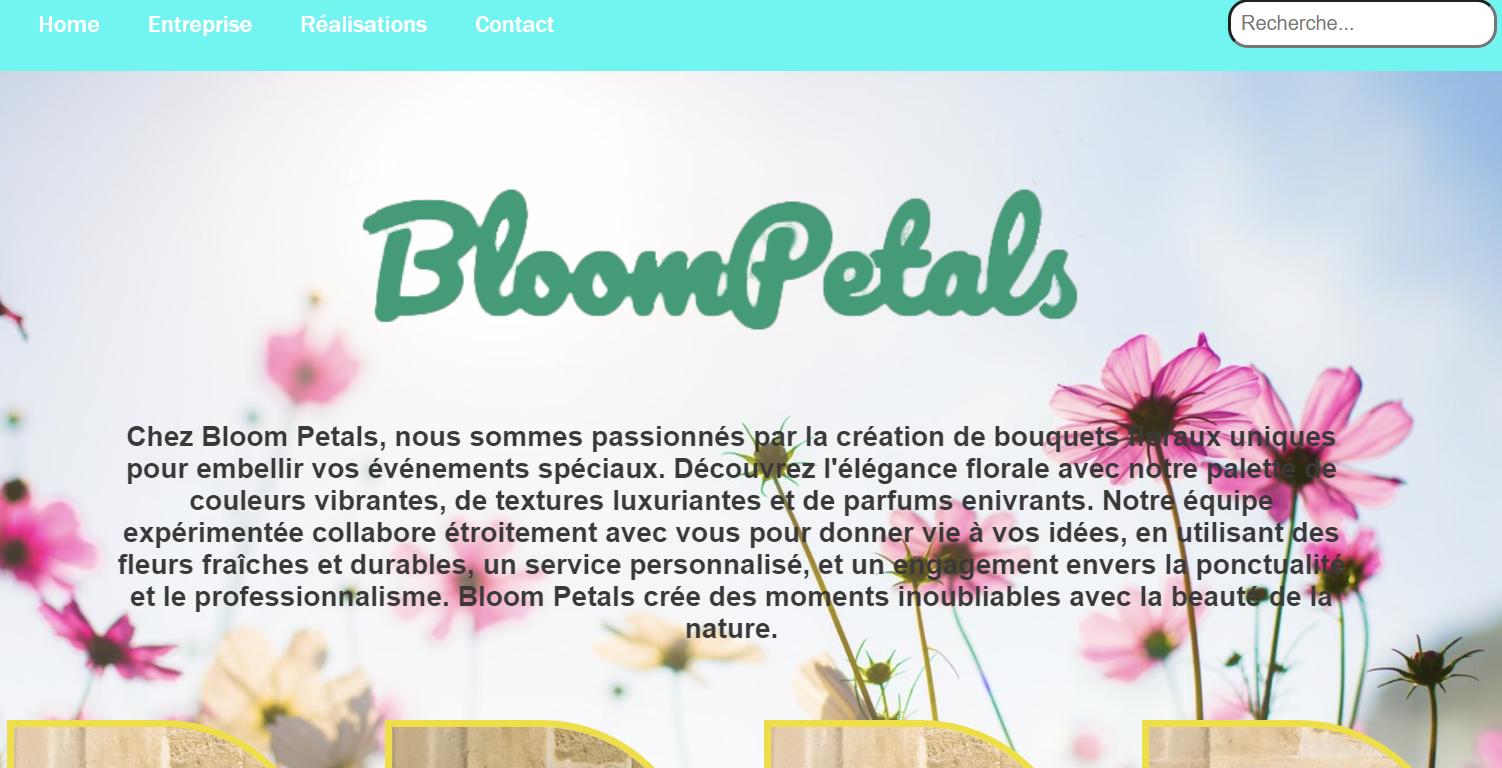 Home Entreprise Réalisations Contact Recherche...
BloomPetals
Chez Bloom Petals, nous sommes passionnés par la création de bouquets floraux uniques
pour embellir vos événements spéciaux. Découvrez l'élégance florale avec notre palette de
couleurs vibrantes, de textures luxuriantes et de parfums enivrants. Notre équipe
expérimentée collabore étroitement avec vous pour donner vie à vos idées, en utilisant des
fleurs fraîches et durables, un service personnalisé, et un engagement envers la ponctualité
et le professionnalisme. Bloom Petals crée des moments inoubliables avec la beauté de la
nature.